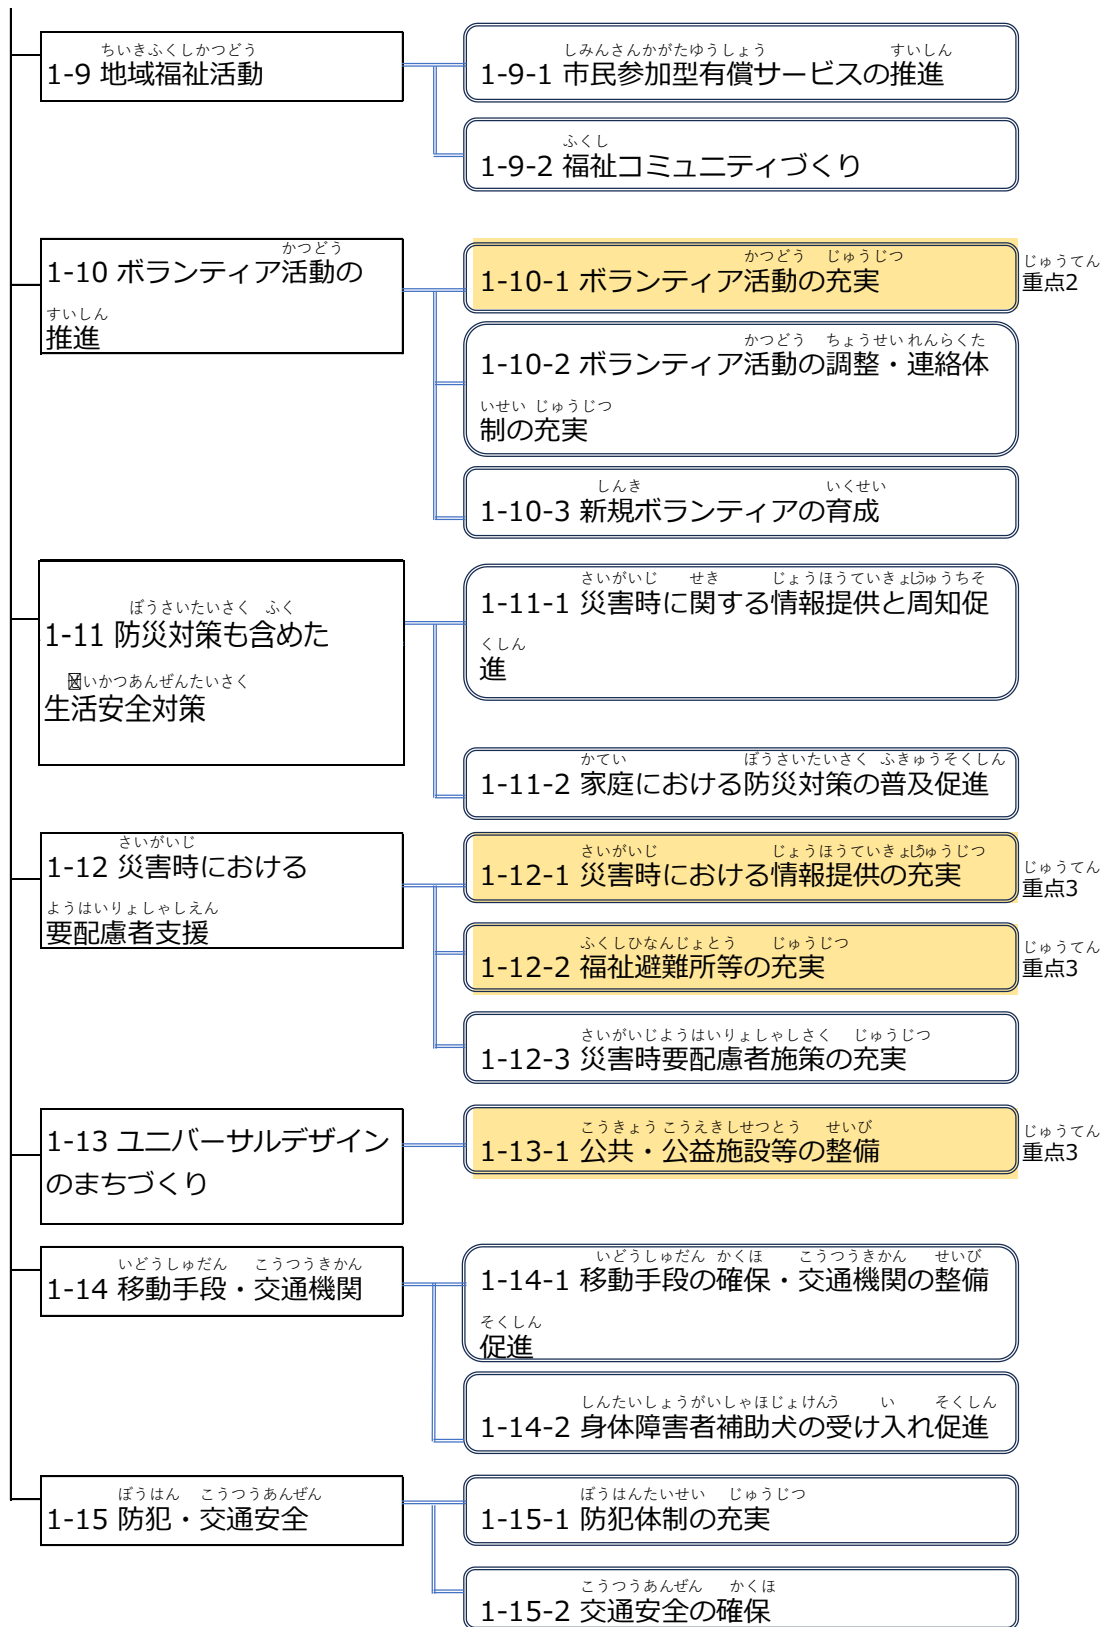 ちいきふくしかつどう
1-9 地域福祉活動
しみんさんかがたゆうしょう すいしん
1-9-1 市民参加型有償サービスの推進
ふくし
1-9-2 福祉コミュニティづくり
かつどう
1-10 ボランティア活動の
すいしん
推進
かつどう じゅうじつ
1-10-1 ボランティア活動の充実
じゅうてん
重点2
かつどう ちょうせい れんらくた
1-10-2 ボランティア活動の調整・連絡体
いせい じゅうじつ
制の充実
しんき いくせい
1-10-3 新規ボランティアの育成
ぼうさいたいさく ふく
1-11 防災対策も含めた
いかつあんぜんたいさく
生活安全対策
さいがいじ せき じょうほうていきょう しゅうちそ
1-11-1 災害時に関する情報提供と周知促
くしん
進
かてい ぼうさいたいさく ふきゅうそくしん
1-11-2 家庭における防災対策の普及促進
さいがいじ
1-12 災害時における
ようはいりょしゃしえん
要配慮者支援
さいがいじ じょうほうていきょう じゅうじつ
1-12-1 災害時における情報提供の充実
じゅうてん
重点3
ふくしひなんじょとう じゅうじつ
1-12-2 福祉避難所等の充実
じゅうてん
重点3
さいがいじようはいりょしゃしさく じゅうじつ
1-12-3 災害時要配慮者施策の充実
1-13 ユニバーサルデザイン
のまちづくり
こうきょう こうえきしせつとう せいび
1-13-1 公共・公益施設等の整備
じゅうてん
重点3
いどうしゅだん こうつうきかん
1-14 移動手段・交通機関
いどうしゅだん かくほ こうつうきかん せいび
1-14-1 移動手段の確保・交通機関の整備
そくしん
促進
しんたいしょうがいしゃほじょけん う い そくしん
1-14-2 身体障害者補助犬の受け入れ促進
ぼうはん こうつうあんぜん
1-15 防犯・交通安全
ぼうはんたいせい じゅうじつ
1-15-1 防犯体制の充実
こうつうあんぜん かくほ
1-15-2 交通安全の確保